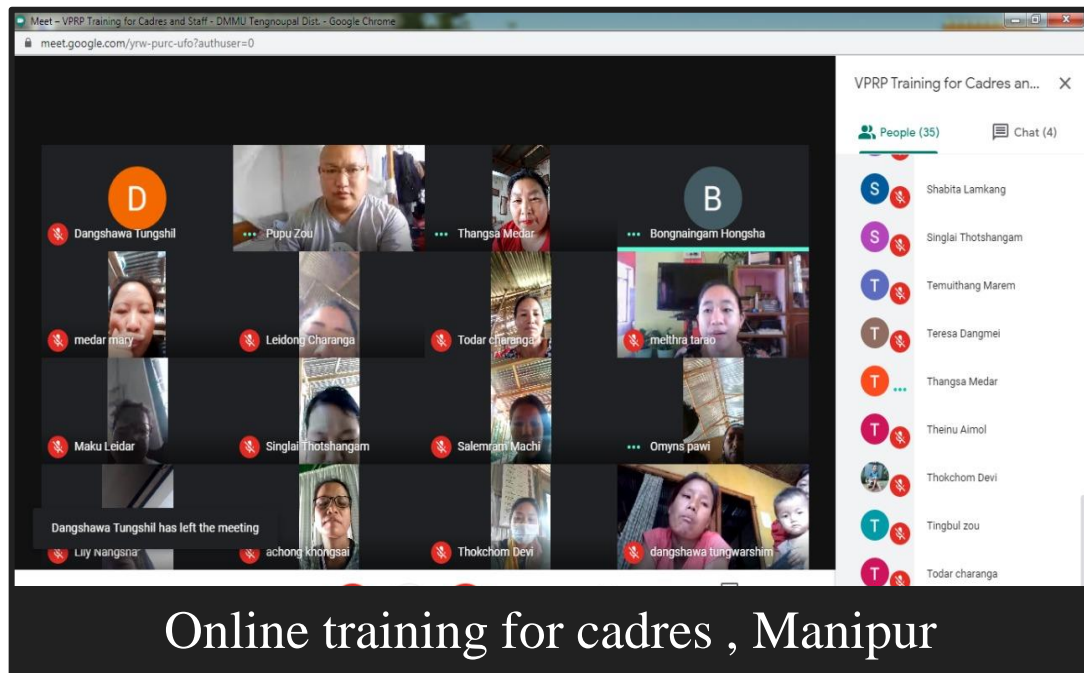 Meet – VPRP Training for Cadres and Staff - DMMU Tengnoupal Dist. - Google Chrome
meet.google.com/yrw-purc-ufo?authuser=0
VPRP Training for Cadres an...
People (35)
Chat (4)
D
Dangshawa Tungshil
Pupu Zou
Thangsa Medar
B
Bongnaingam Hongsha
medar mary
Leidong Charanga
Todar charanga
melthra tarao
Maku Leidar
Singlai Thotshangam
Salemram Machi
Omyns pawi
Dangshawa Tungshil has left the meeting
Lily Nangsha
achong khongsai
Thokchom Devi
dangshawa tungwarshim
S Shabita Lamkang
S Singlai Thotshangam
T Temuithang Marem
T Teresa Dangmei
T Thangsa Medar
T Theinu Aimol
Thokchom Devi
T Tingbul zou
T Todar charanga
Online training for cadres , Manipur